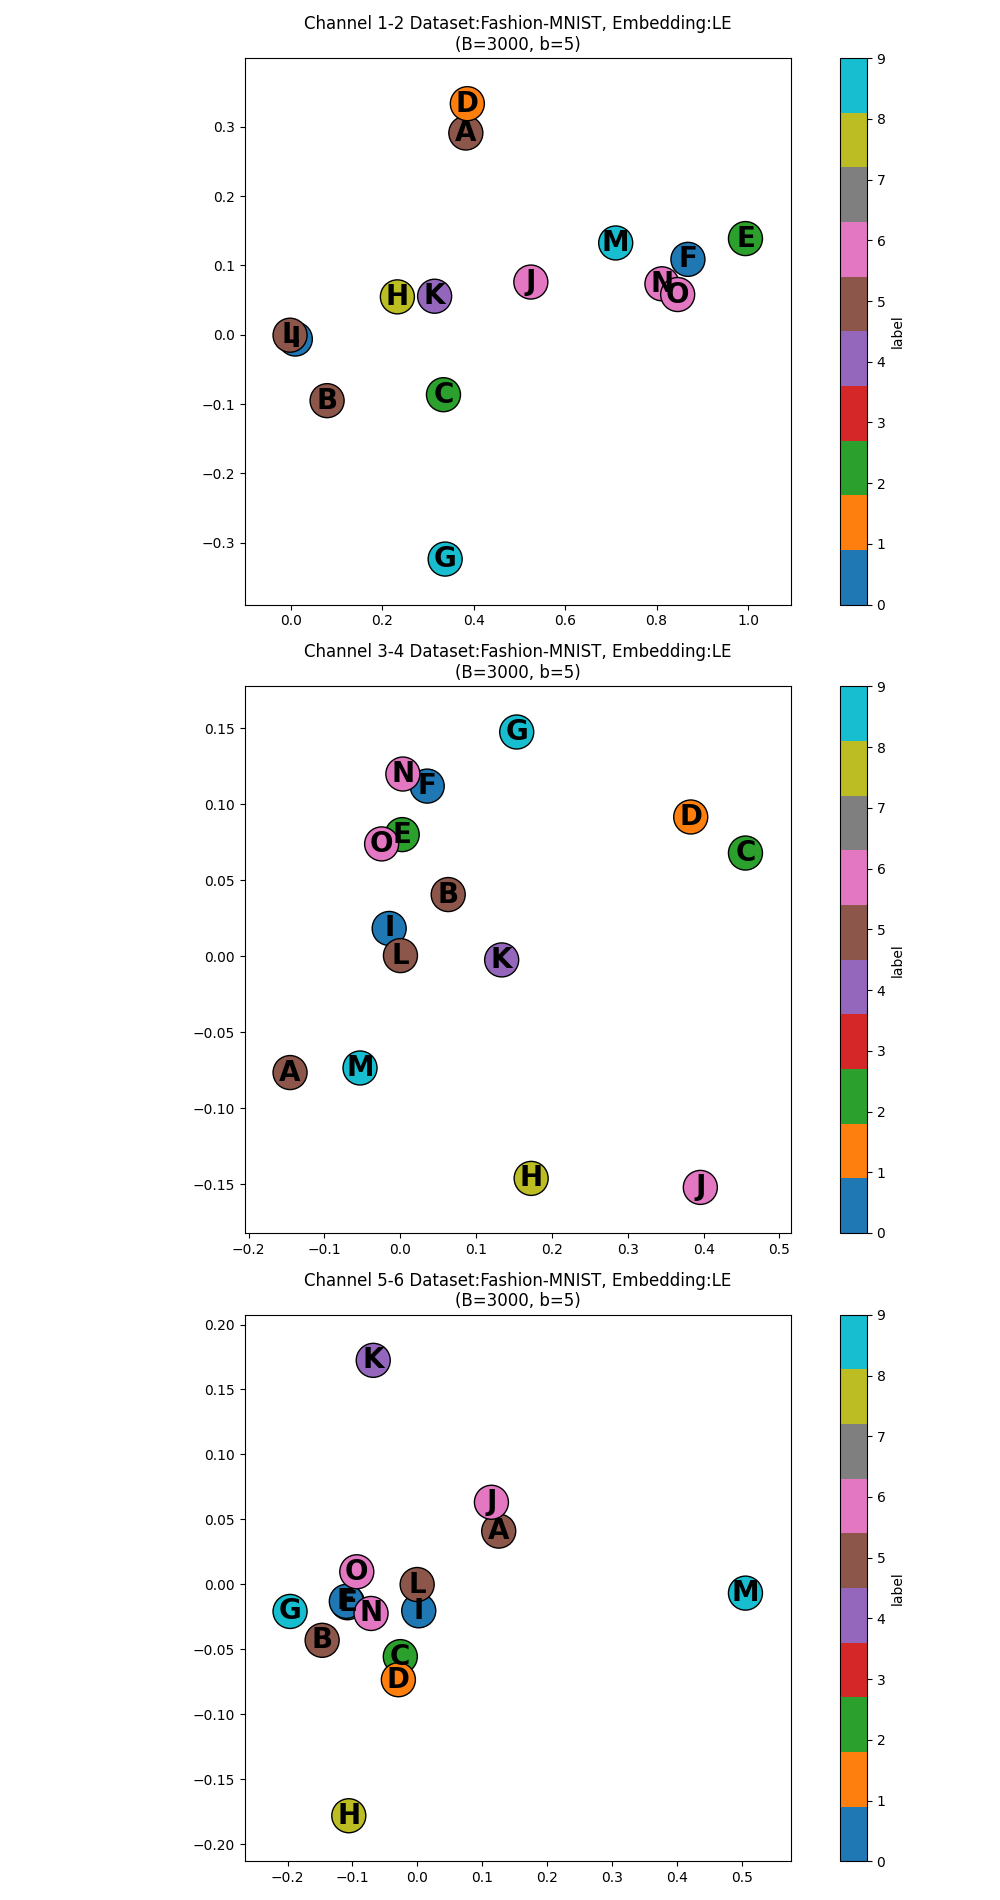 Channel 1-2 Dataset:Fashion-MNIST, Embedding:LE
(B=3000, b=5)
0.3
0.2
0.1
0.0
−0.1
−0.2
−0.3
0.0 0.2 0.4 0.6 0.8 1.0
D
A
M
F
E
J
N
O
H
K
I
L
B
C
G
9
8
7
6
5
4
3
2
1
0
label
Channel 3-4 Dataset:Fashion-MNIST, Embedding:LE
(B=3000, b=5)
0.15
0.10
0.05
0.00
−0.05
−0.10
−0.15
−0.2 −0.1 0.0 0.1 0.2 0.3 0.4 0.5
G
N
F
D
E
O
C
B
I
L
K
A
M
H
J
9
8
7
6
5
4
3
2
1
0
label
Channel 5-6 Dataset:Fashion-MNIST, Embedding:LE
(B=3000, b=5)
0.20
0.15
0.10
0.05
0.00
−0.05
−0.10
−0.15
−0.20
−0.2 −0.1 0.0 0.1 0.2 0.3 0.4 0.5
K
J
A
O
L
M
E
F
G
N
I
B
C
D
H
9
8
7
6
5
4
3
2
1
0
label